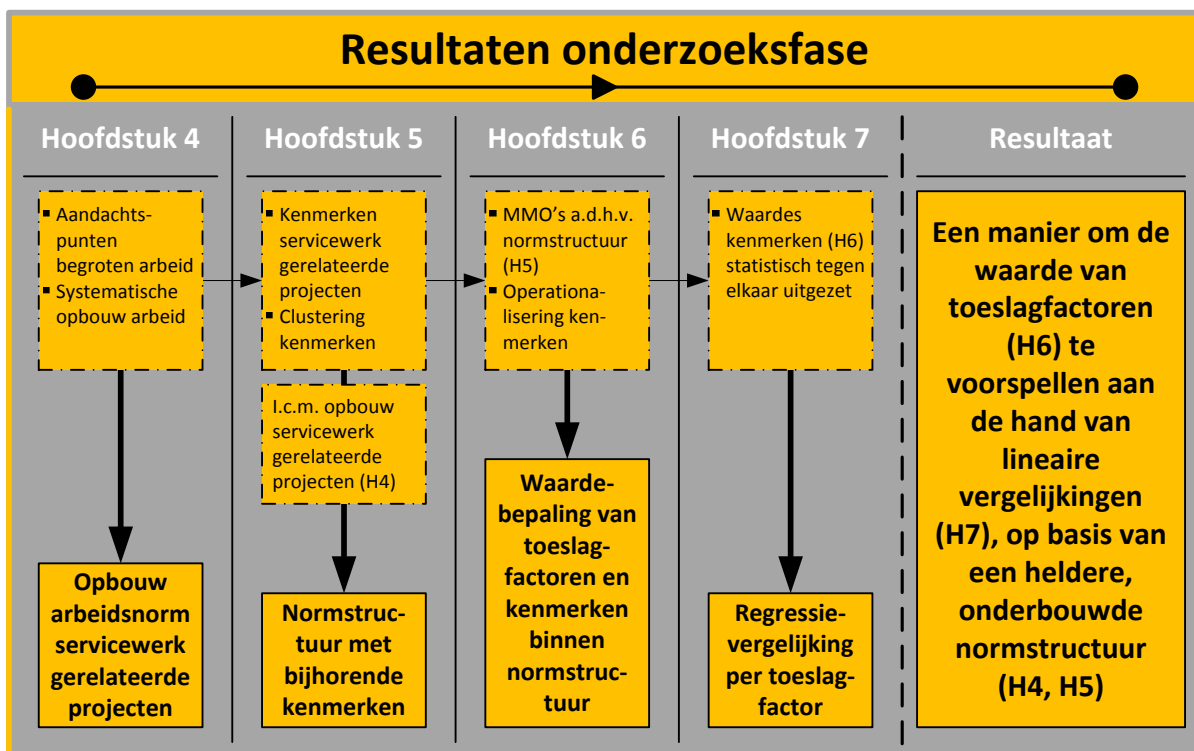 Resultaten onderzoeksfase
Hoofdstuk 4
▪ Aandachts-
punten
begroten arbeid
▪ Systematische
opbouw arbeid
Opbouw
arbeidsnorm
servicewerk
gerelateerde
projecten
Hoofdstuk 5
▪ Kenmerken
servicewerk
gerelateerde
projecten
▪ Clustering
kenmerken
I.c.m. opbouw
servicewerk
gerelateerde
projecten (H4)
Normstruc-
tuur met
bijhorende
kenmerken
Hoofdstuk 6
▪ MMO's a.d.h.v.
normstructuur
(H5)
▪ Operationa-
lisering ken-
merken
Waarde-
bepaling van
toeslag-
factoren en
kenmerken
binnen
normstruc-
tuur
Hoofdstuk 7
▪ Waardes
kenmerken (H6)
statistisch tegen
elkaar uitgezet
Regressie-
vergelijking
per toeslag-
factor
Resultaat
Een manier om de
waarde van
toeslagfactoren
(H6) te
voorspellen aan
de hand van
lineaire
vergelijkingen
(H7), op basis van
een heldere,
onderbouwde
normstructuur
(H4, H5)